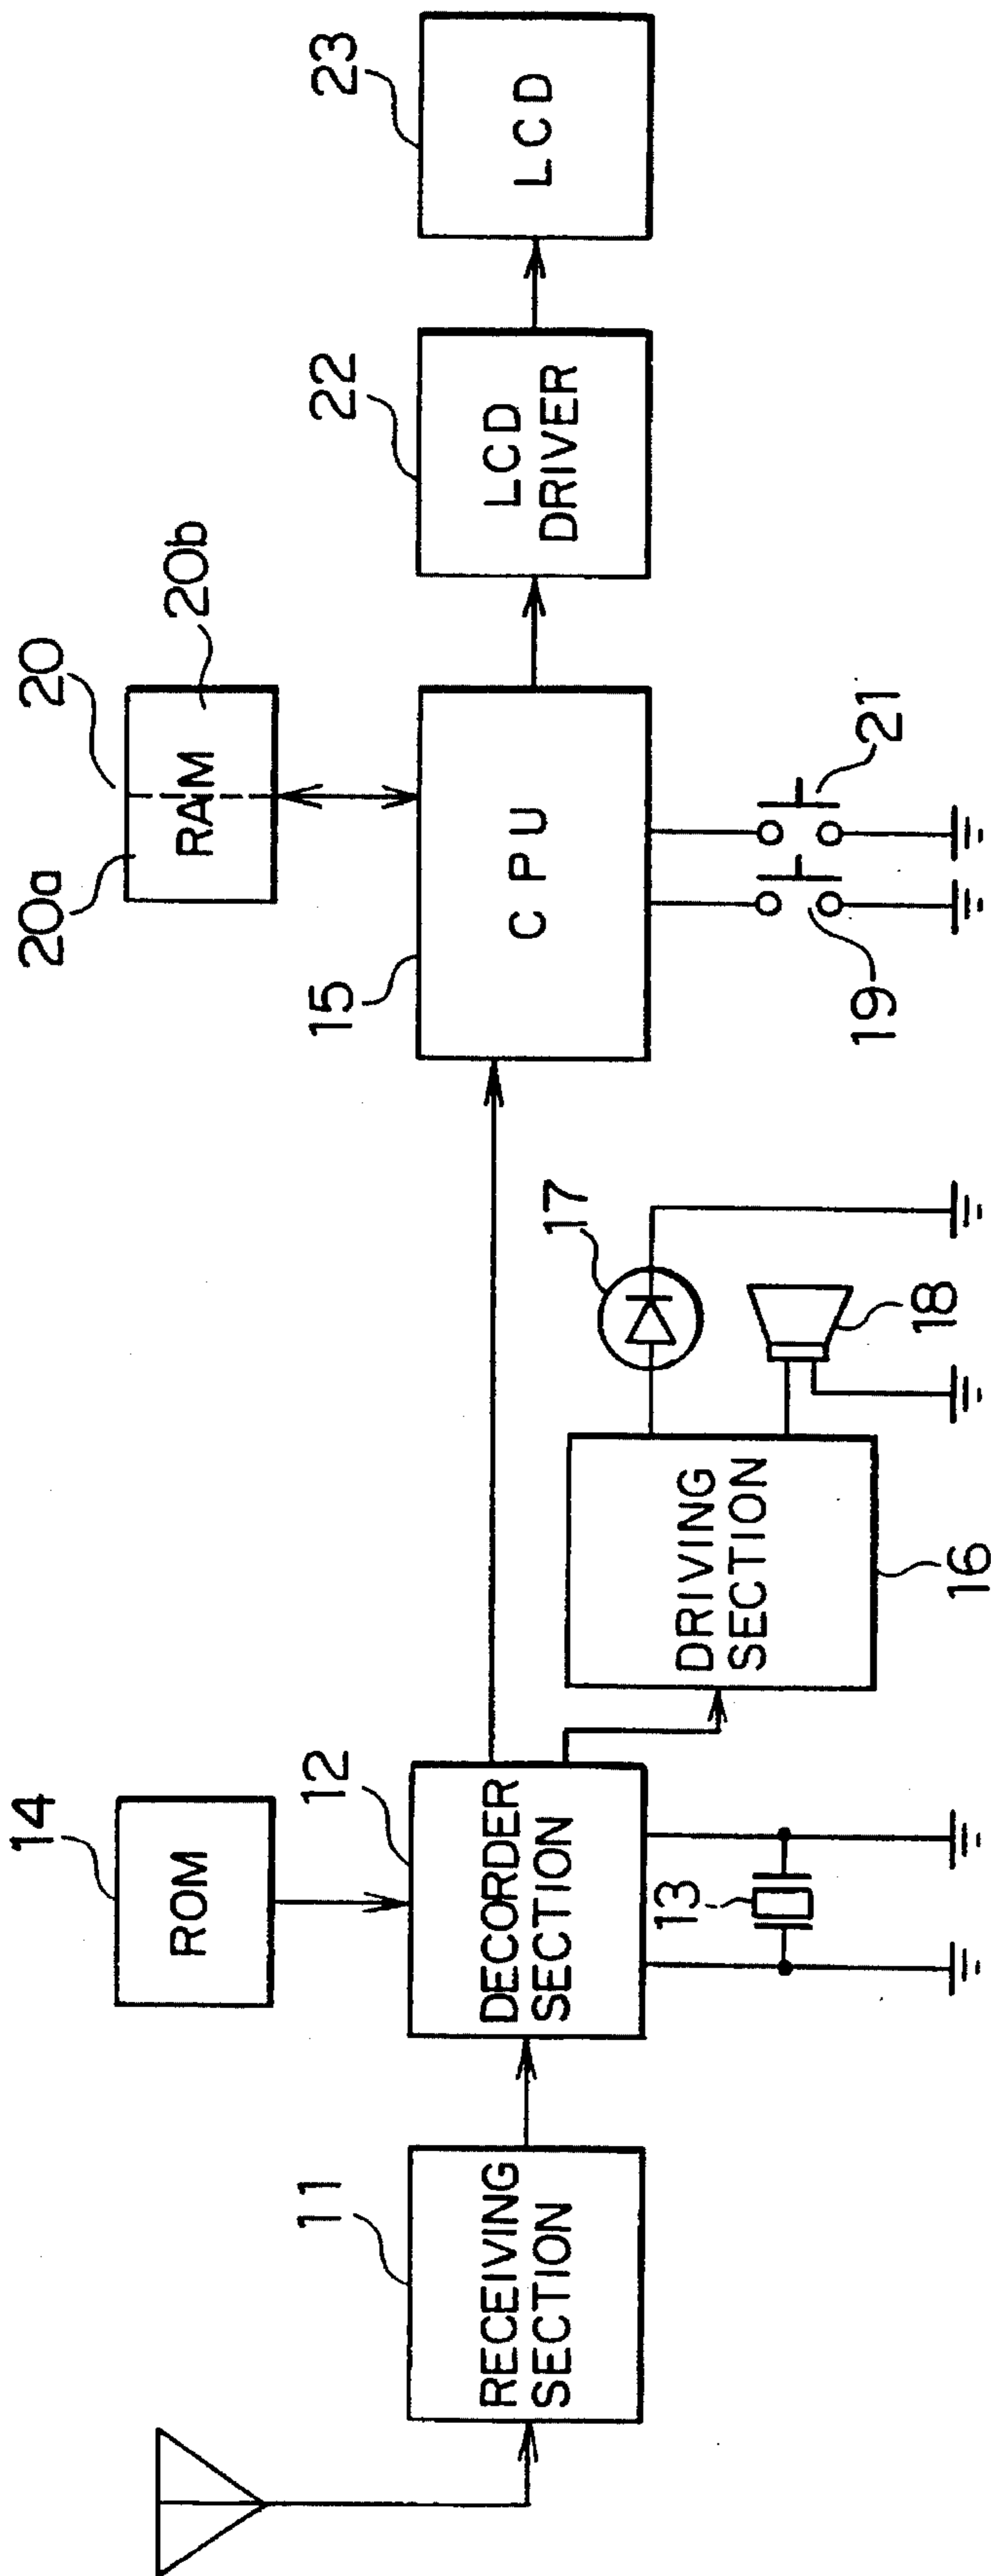 11
RECEIVING
SECTION
14
ROM
12
DECORDER
SECTION
13
DRIVING
SECTION
16
17
18
15
C P U
20
20a
20b
RAM
19
21
22
LCD
DRIVER
23
LCD